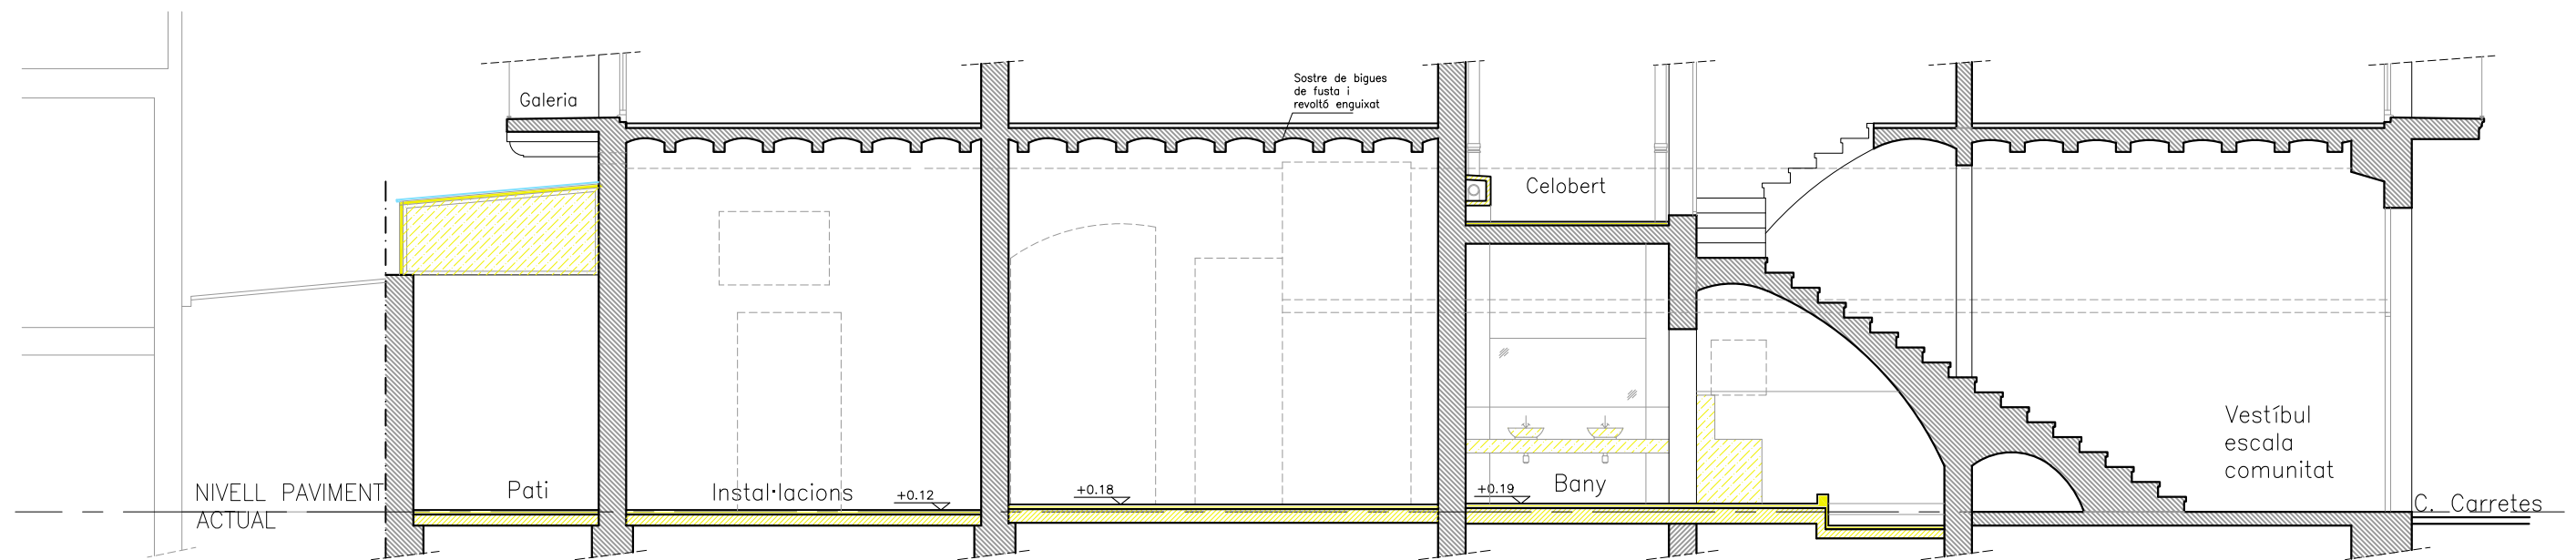 Sostre de bigues
de fusta i
revoltó enguixat
Galeria
Celobert
Vestíbul
escala
comunitat
NIVELL PAVIMENT
ACTUAL
Pati
Instal·lacions
+0.12
+0.18
+0.19
Bany
C. Carretes